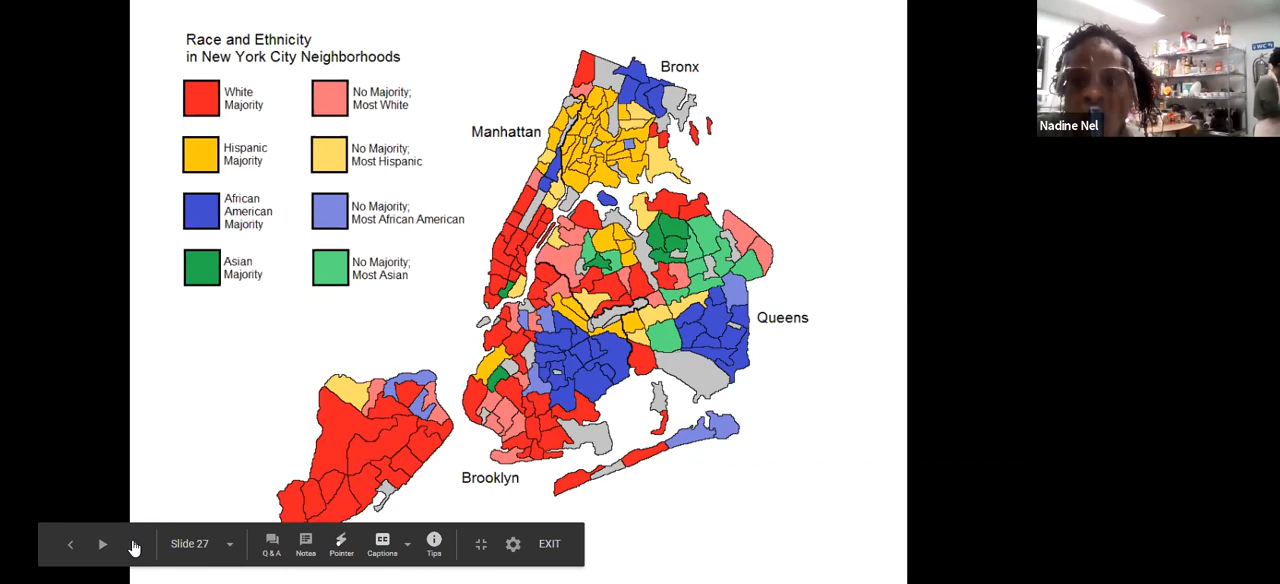 Race and Ethnicity
in New York City Neighborhoods
White
Majority
No Majority;
Most White
Hispanic
Majority
No Majority;
Most Hispanic
African
American
Majority
No Majority;
Most African American
Asian
Majority
No Majority;
Most Asian
Bronx
Manhattan
Queens
Brooklyn
Nadine Nel
WC
Slide 27
Q & A
Notes
Pointer
Captions
Tips
EXIT